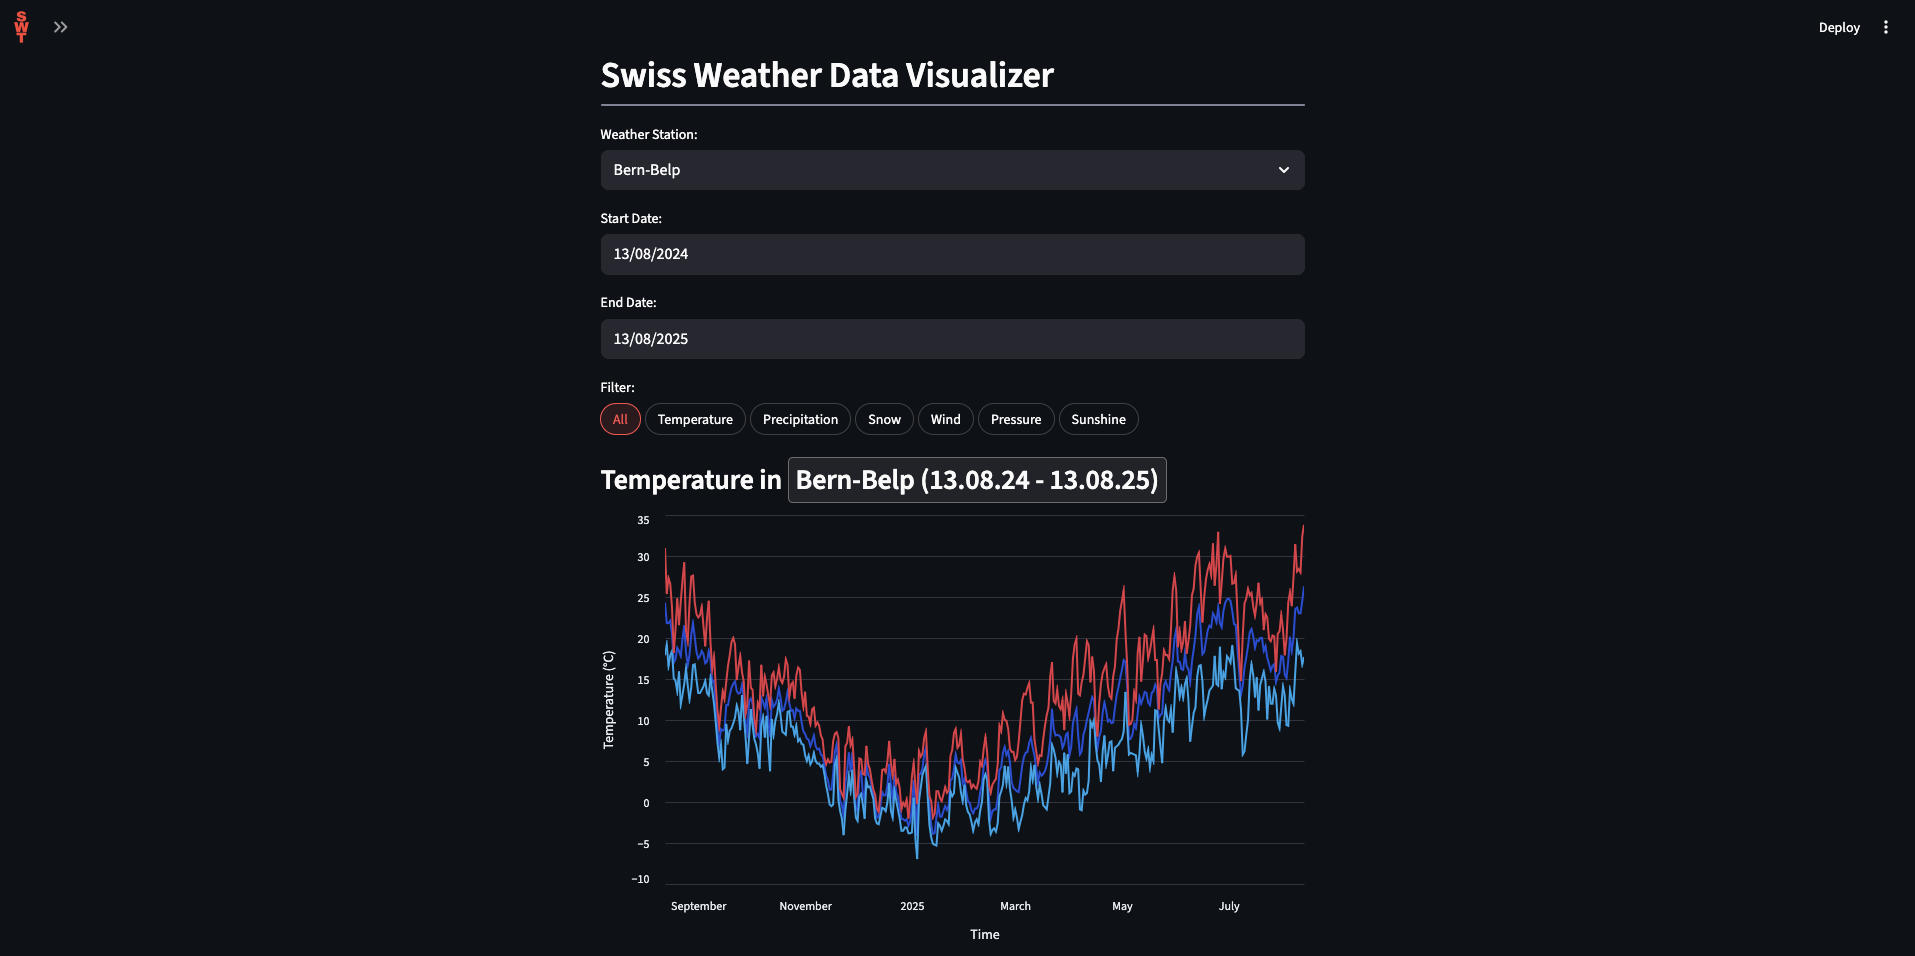 SWT
Deploy
Swiss Weather Data Visualizer
Weather Station:
Bern-Belp
Start Date:
13/08/2024
End Date:
13/08/2025
Filter:
All Temperature Precipitation Snow Wind Pressure Sunshine
Temperature in Bern-Belp (13.08.24 - 13.08.25)
Temperature (°C)
35
30
25
20
15
10
5
0
−5
−10
September November 2025 March May July
Time